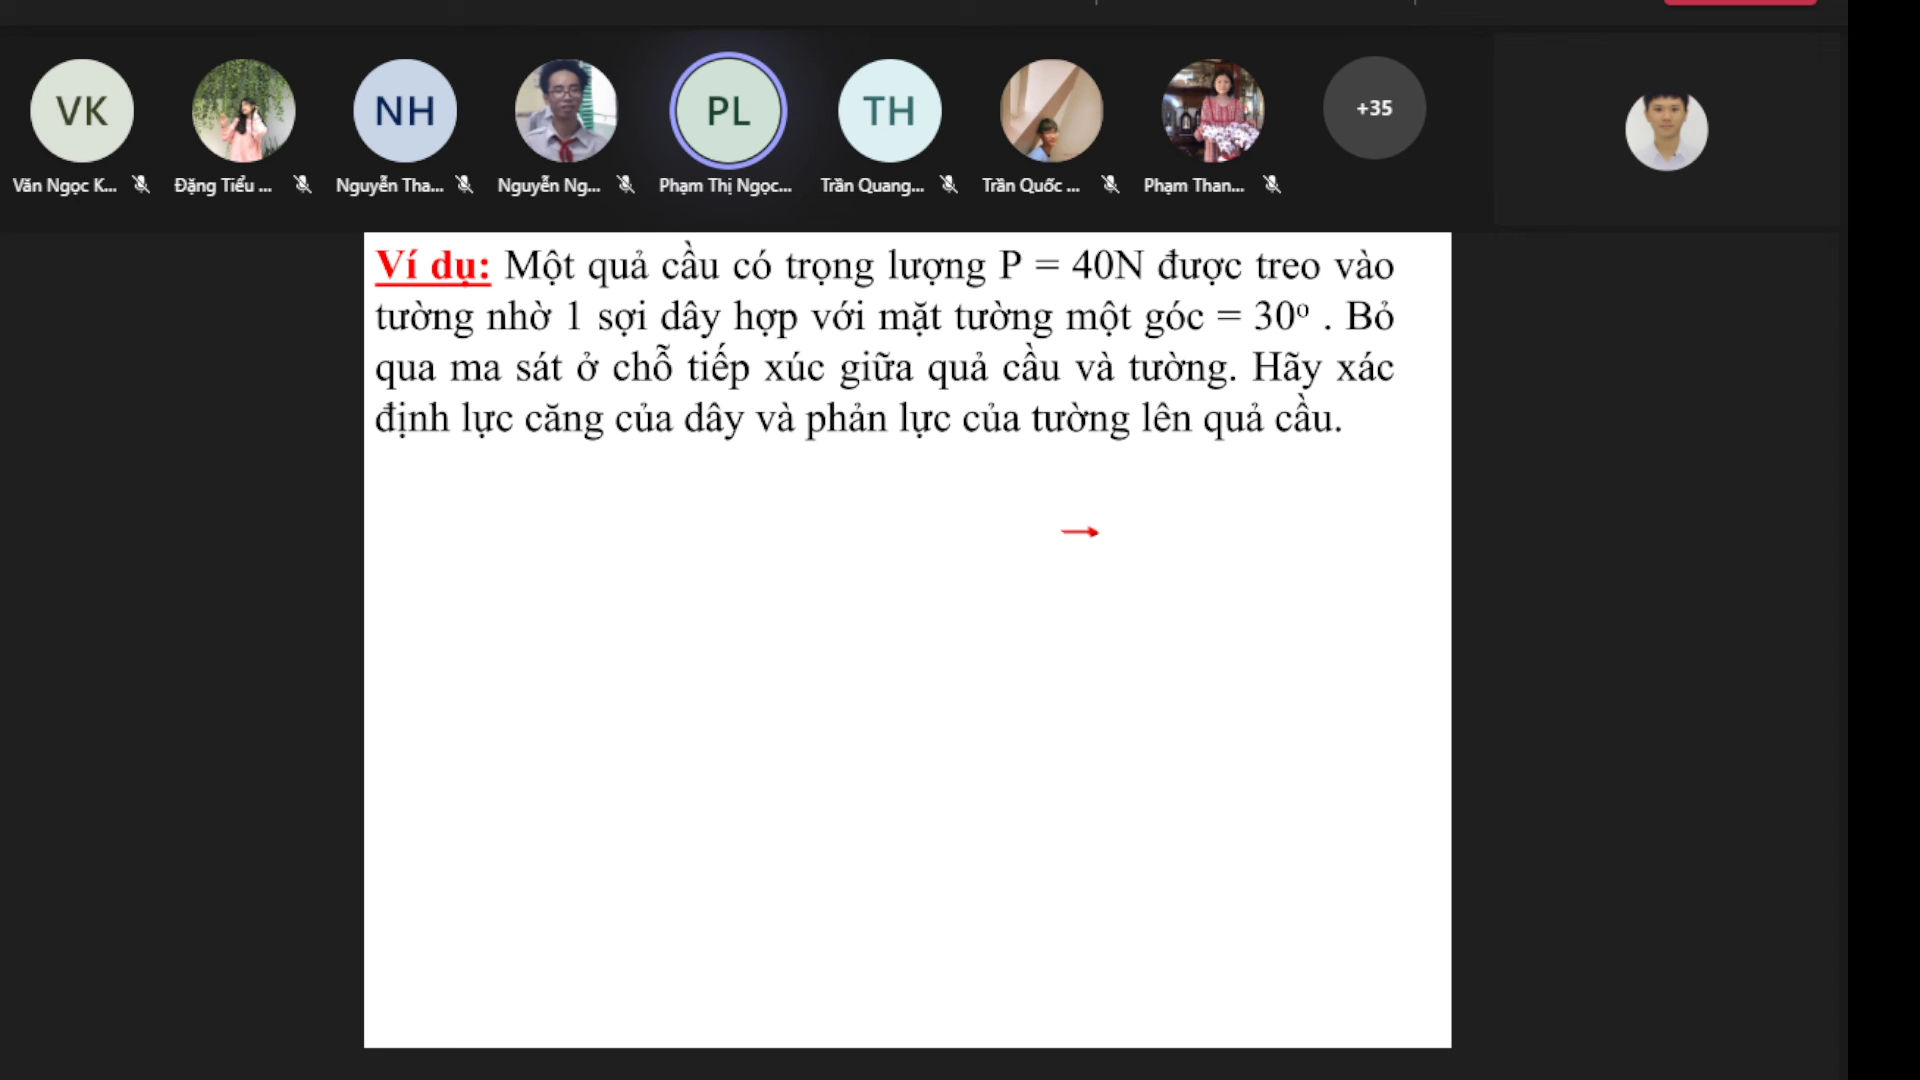 VK
NH
PL
TH
+35
Văn Ngọc K...
Đặng Tiểu ...
Nguyễn Tha...
Nguyễn Ng...
Phạm Thị Ngọc...
Trần Quang...
Trần Quốc ...
Phạm Than...
Ví dụ: Một quả cầu có trọng lượng P = 40N được treo vào
tường nhờ 1 sợi dây hợp với mặt tường một góc = 30º . Bỏ
qua ma sát ở chỗ tiếp xúc giữa quả cầu và tường. Hãy xác
định lực căng của dây và phản lực của tường lên quả cầu.